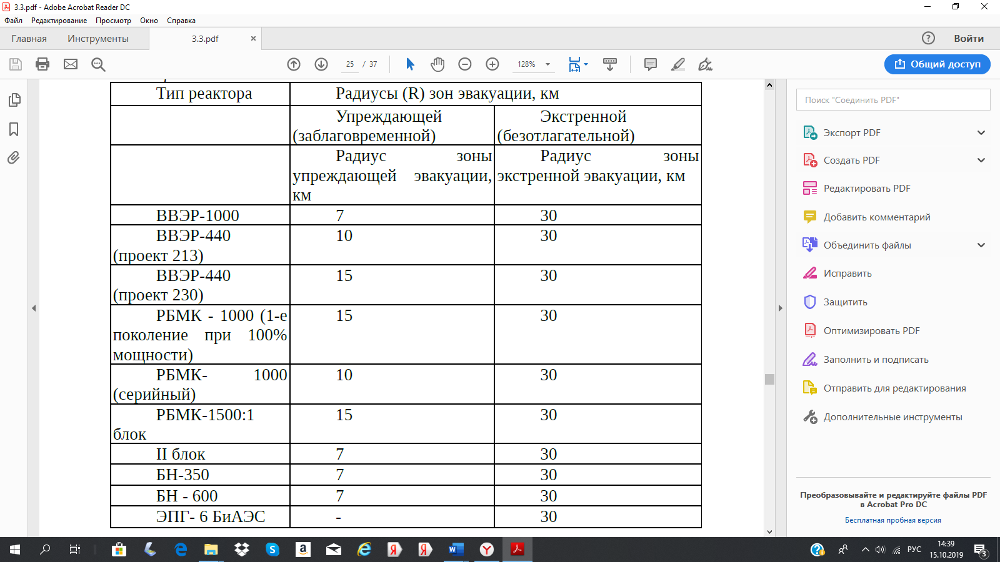 3.3.pdf - Adobe Acrobat Reader DC
Файл Редактирование Просмотр Окно Справка
Главная Инструменты 3.3.pdf × ? Войти
25 / 37 128% Общий доступ
Тип реактора Радиусы (R) зон эвакуации, км
Упреждающей Экстренной
(заблаговременной) (безотлагательной)
Радиус зоны Радиус зоны
упреждающей эвакуации, экстренной эвакуации, км
км
ВВЭР-1000 7 30
ВВЭР-440 10 30
(проект 213)
ВВЭР-440 15 30
(проект 230)
РБМК - 1000 (1-е 15 30
поколение при 100%
мощности)
РБМК- 1000 10 30
(серийный)
РБМК-1500:1 15 30
блок
II блок 7 30
БН-350 7 30
БН - 600 7 30
ЭПГ- 6 БиАЭС - 30
Поиск "Соединить PDF"
Экспорт PDF
Создать PDF
Редактировать PDF
Добавить комментарий
Объединить файлы
Исправить
Защитить
Оптимизировать PDF
Заполнить и подписать
Отправить для редактирования
Дополнительные инструменты
Преобразовывайте и редактируйте файлы PDF
в Acrobat Pro DC
Бесплатная пробная версия
РУС 14:39
15.10.2019 3